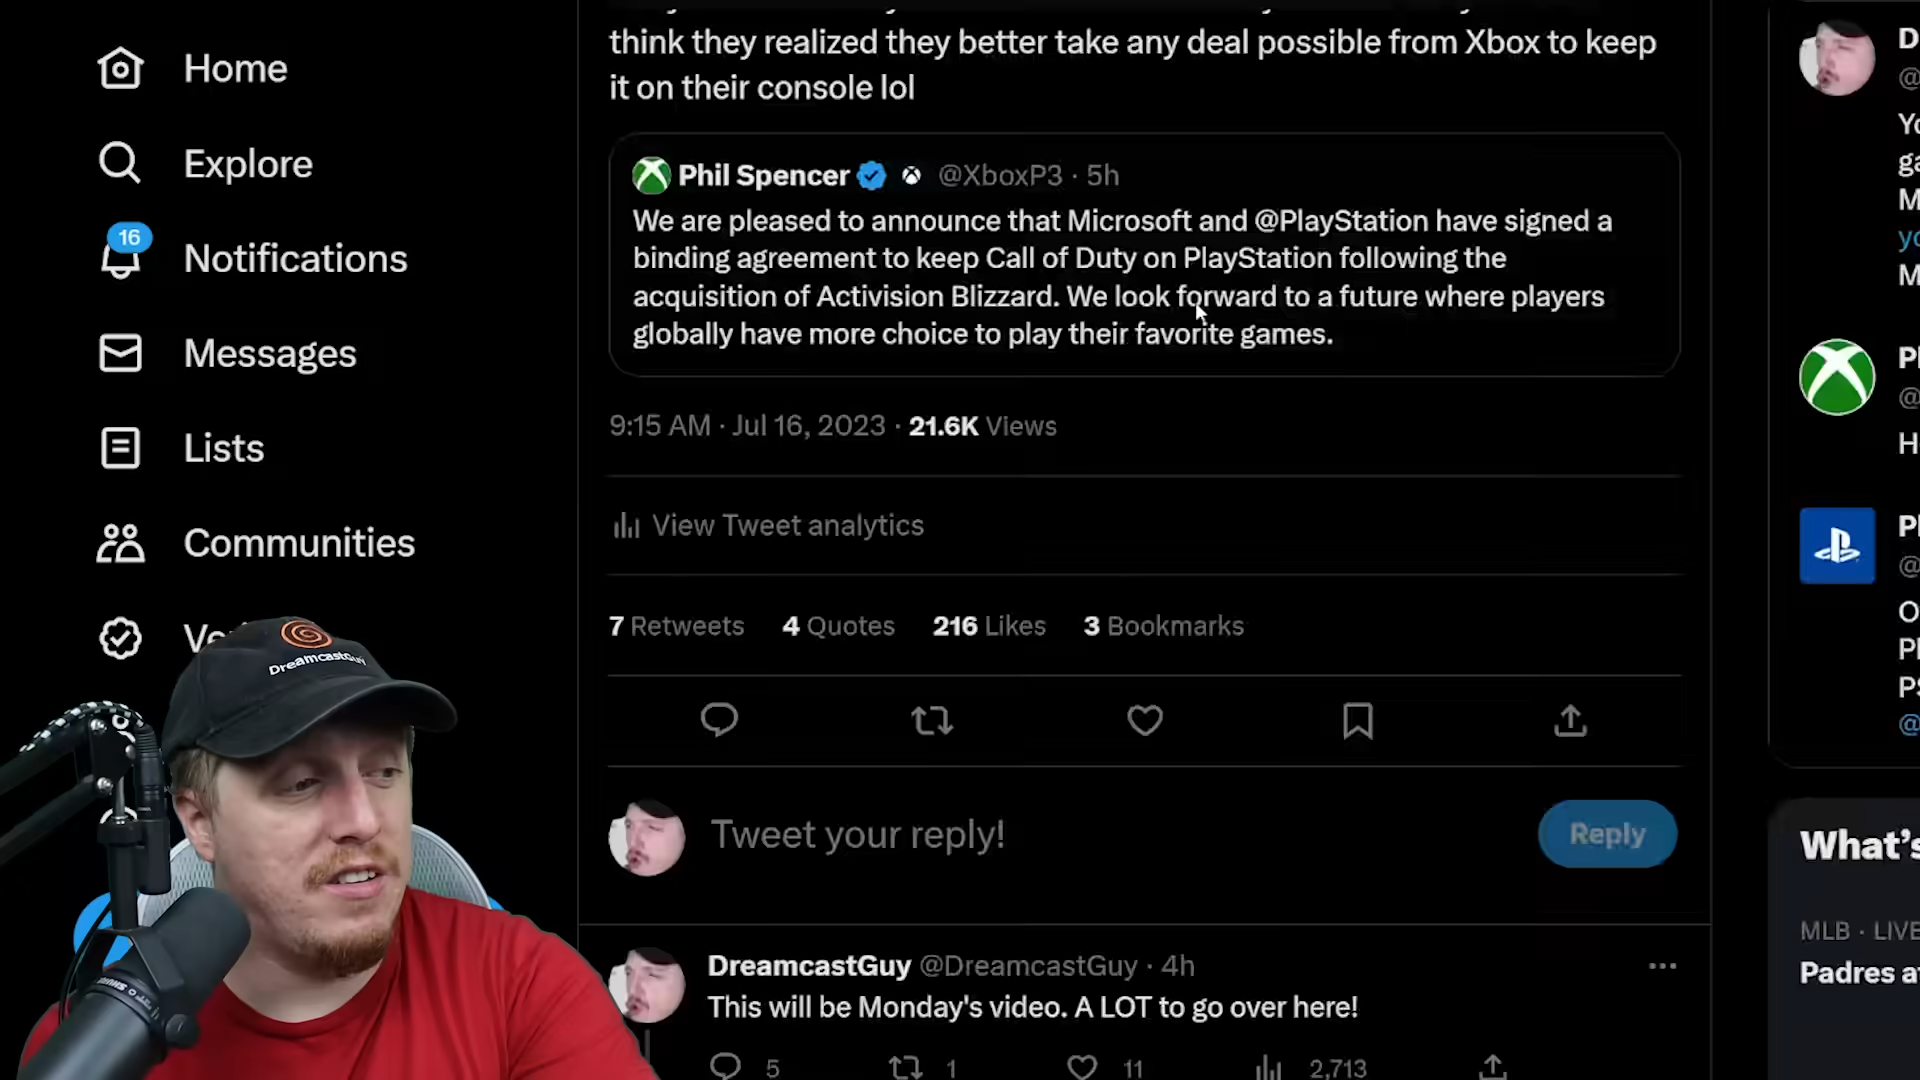 think they realized they better take any deal possible from Xbox to keep
it on their console lol
Home
Explore
16
Notifications
Messages
Lists
Communities
Phil Spencer @XboxP3 · 5h
We are pleased to announce that Microsoft and @PlayStation have signed a
binding agreement to keep Call of Duty on PlayStation following the
acquisition of Activision Blizzard. We look forward to a future where players
globally have more choice to play their favorite games.
9:15 AM · Jul 16, 2023 · 21.6K Views
View Tweet analytics
7 Retweets 4 Quotes 216 Likes 3 Bookmarks
Tweet your reply!
Reply
DreamcastGuy @DreamcastGuy · 4h
This will be Monday's video. A LOT to go over here!
5 1 11 2,713
DreamcastGuy
SHURE
What's
MLB · LIVE
Padres